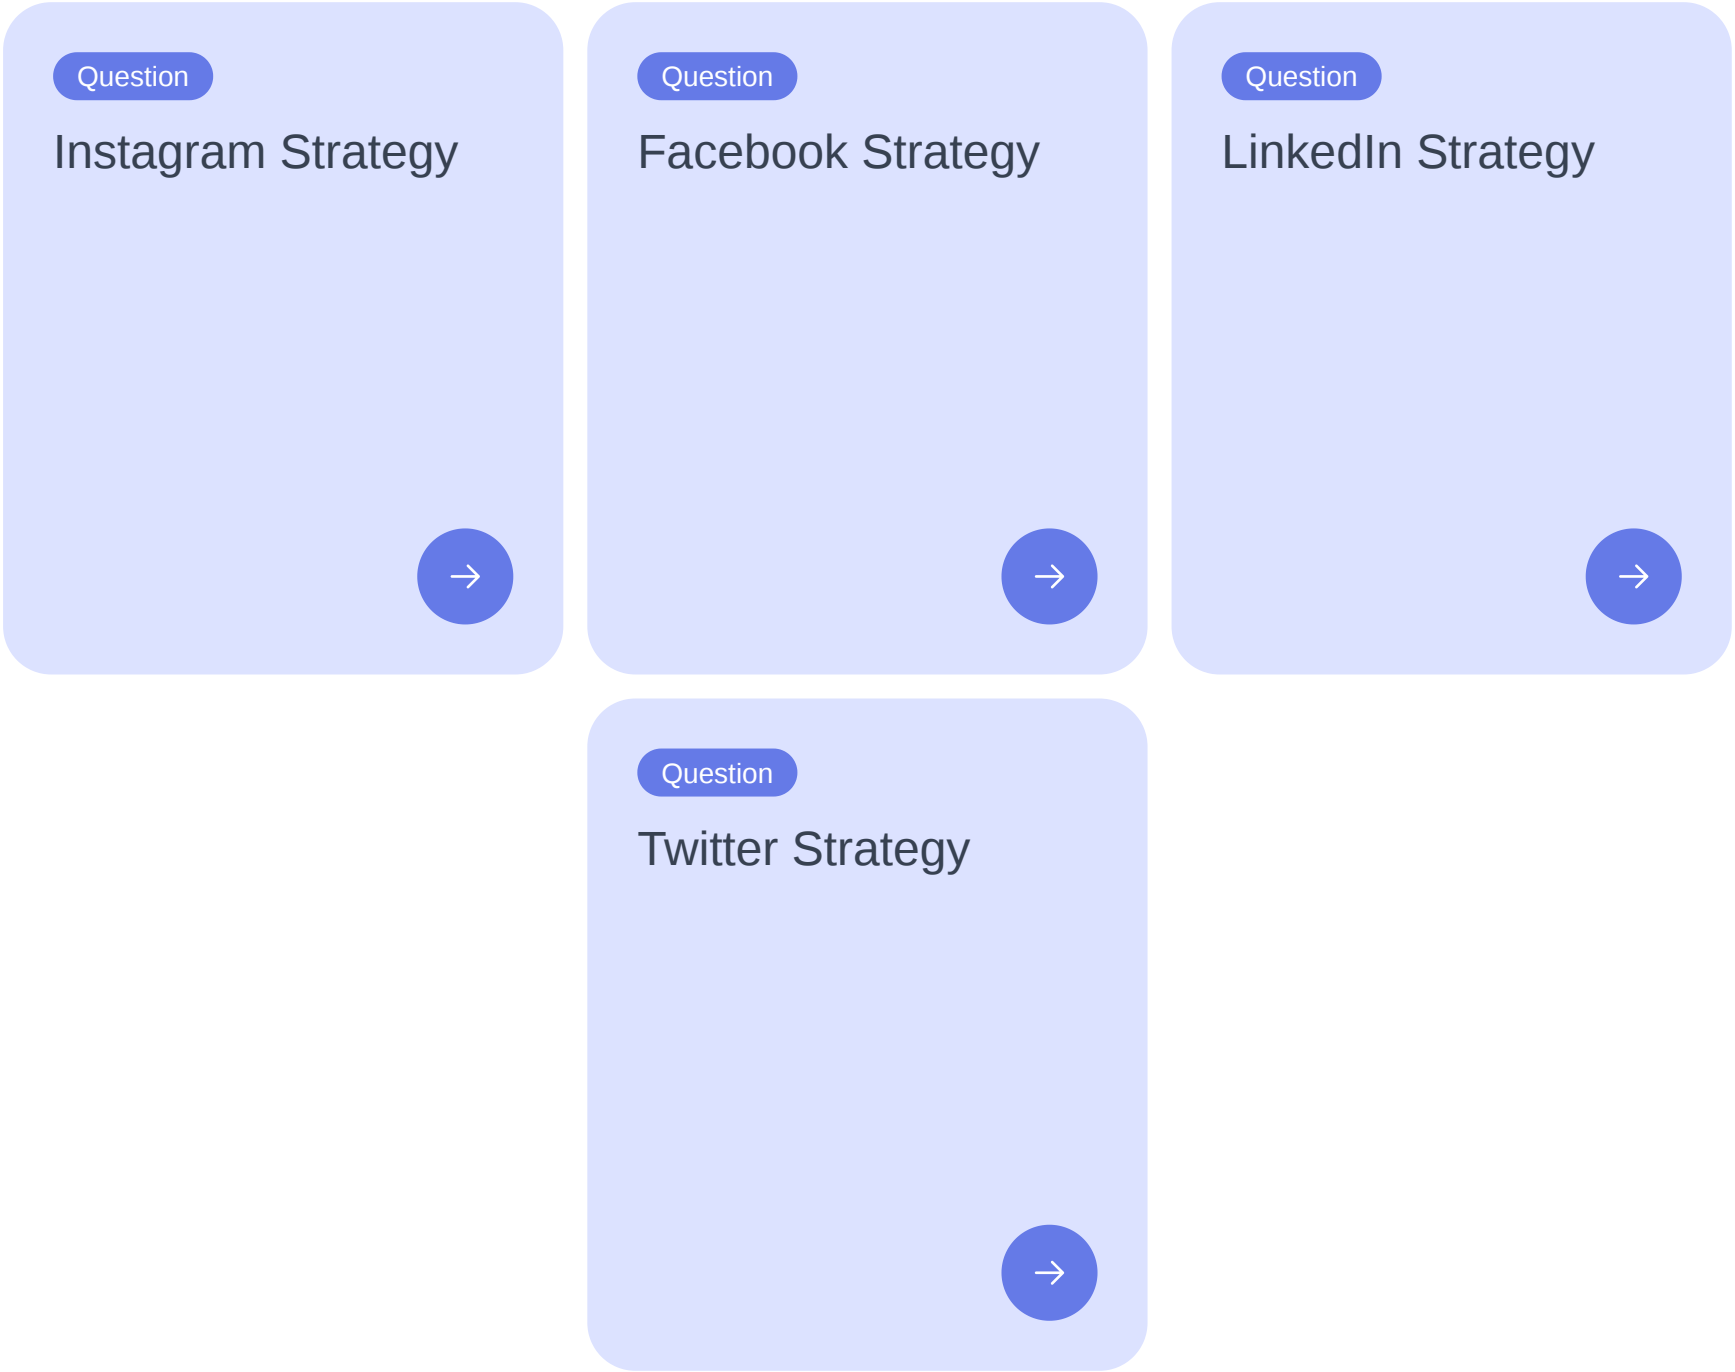 Question
Instagram Strategy
Question
Facebook Strategy
Question
LinkedIn Strategy
Question
Twitter Strategy